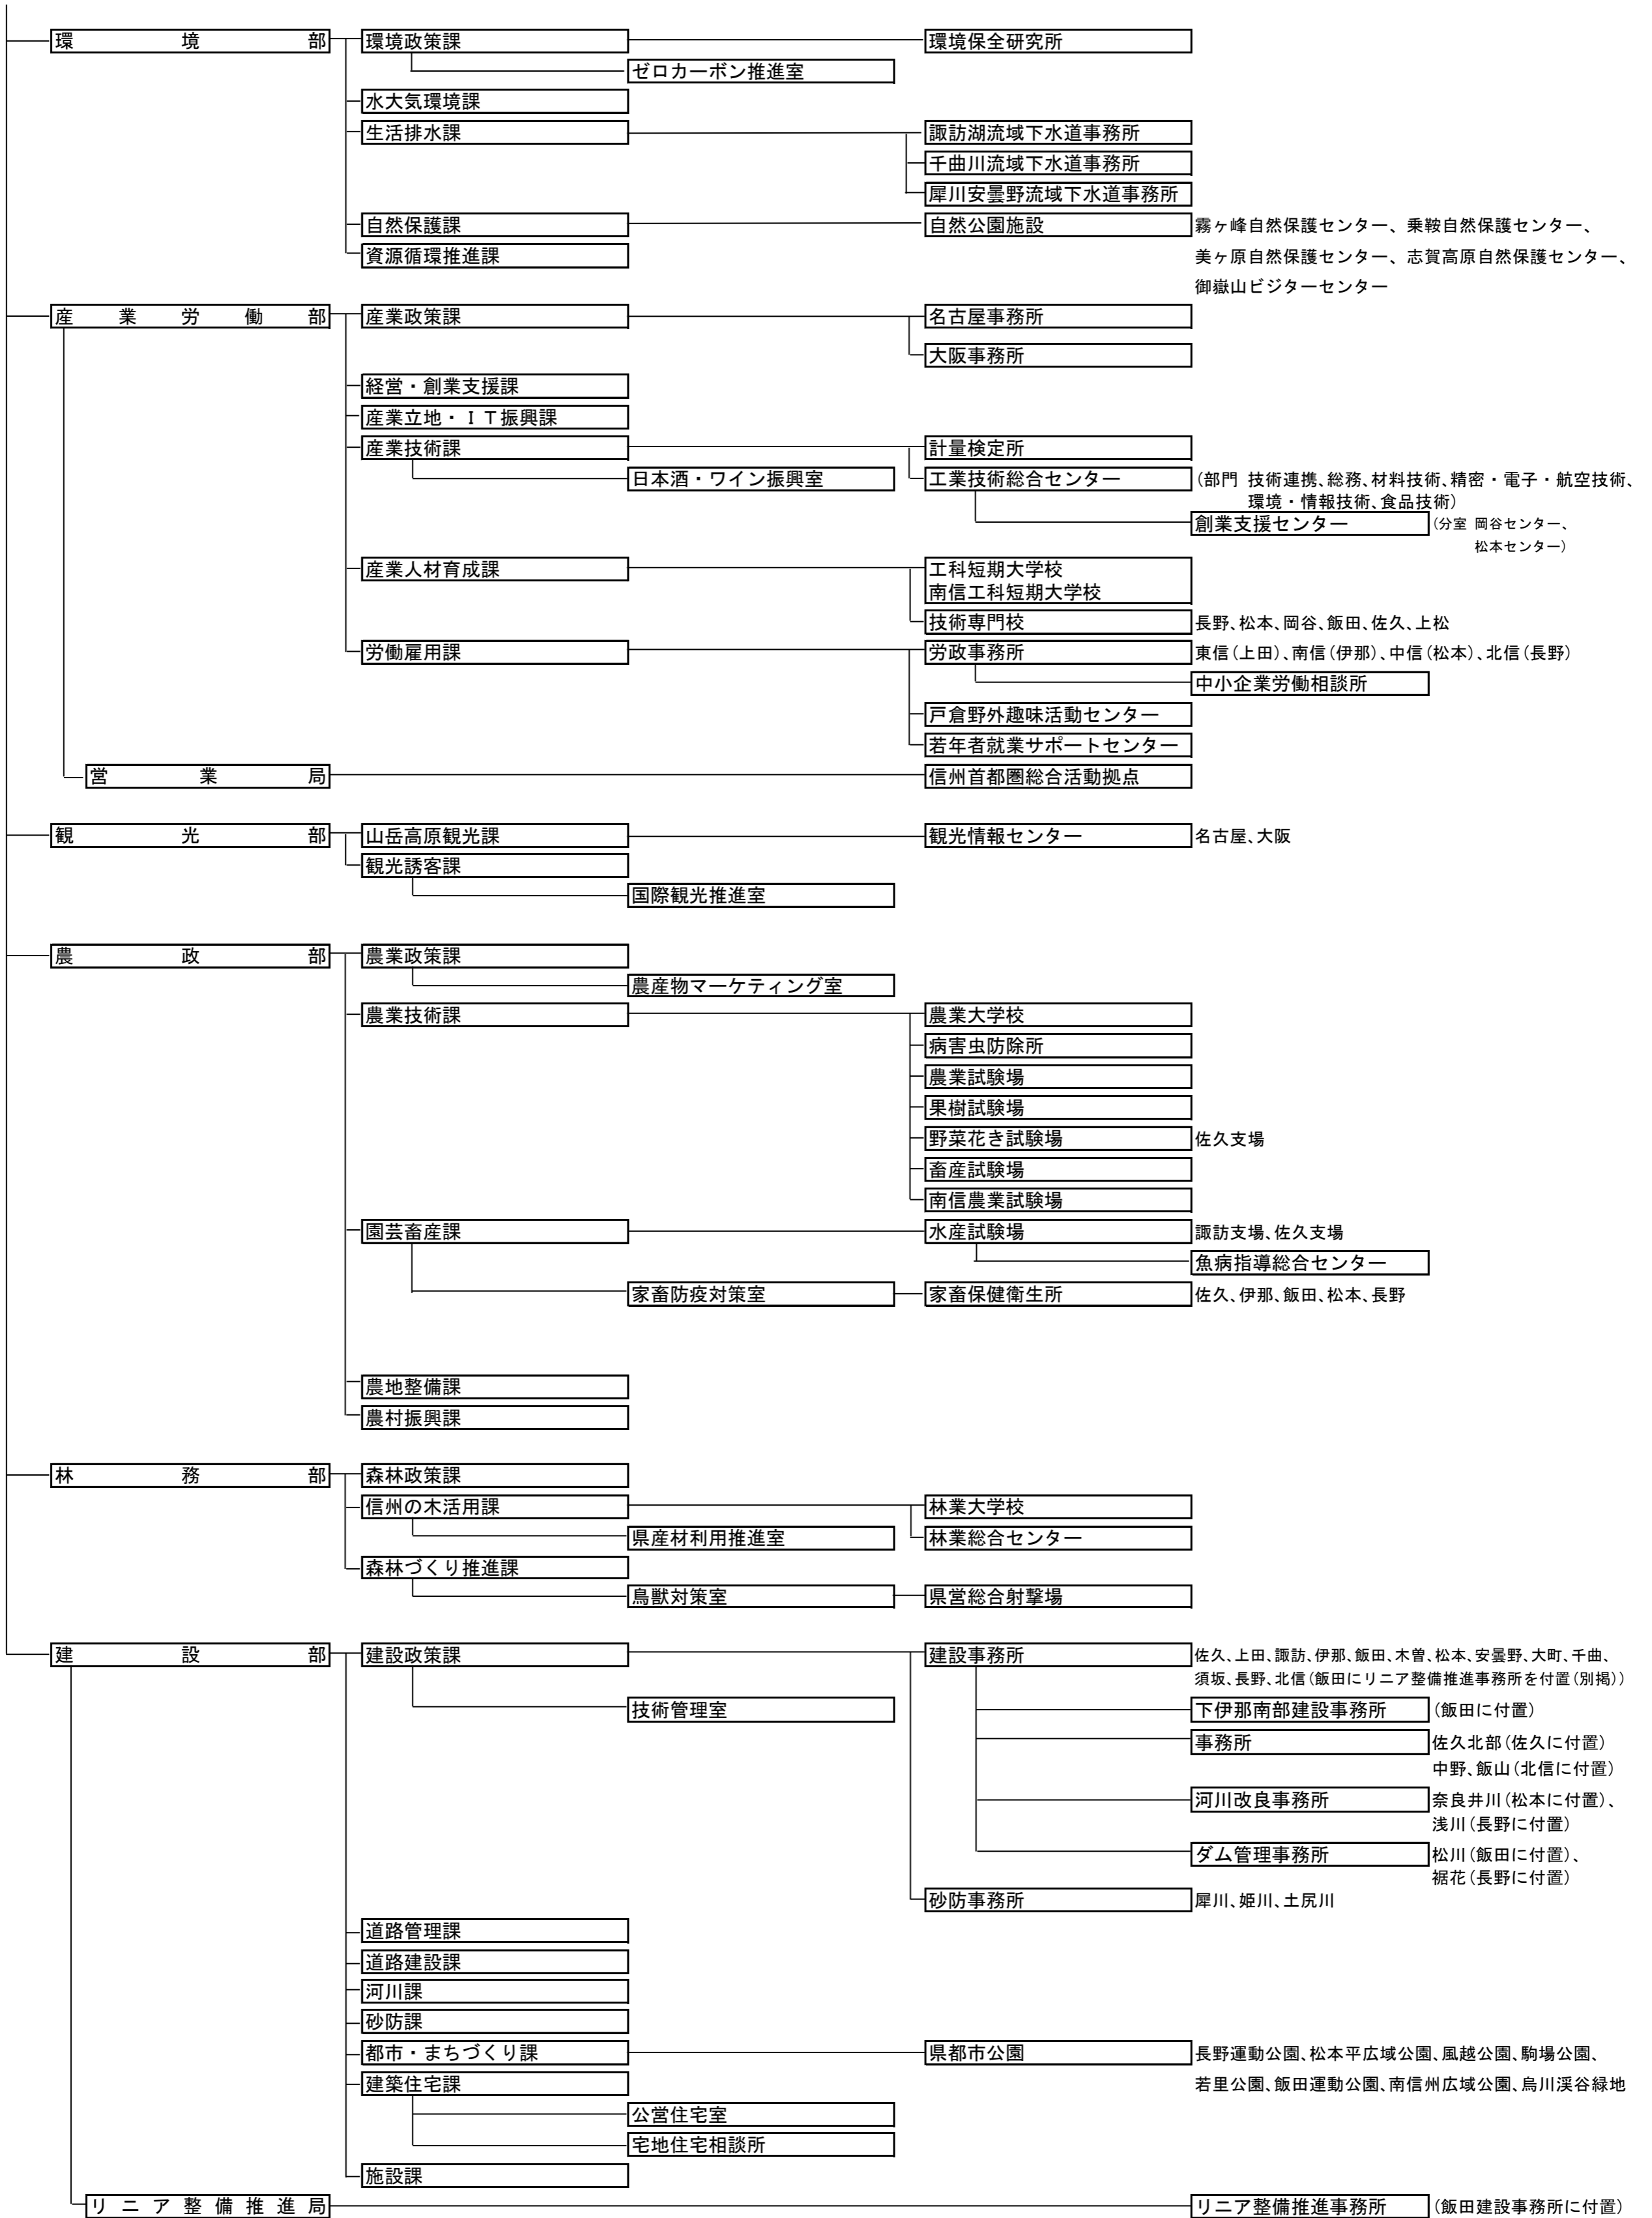 環境部 環境政策課 環境保全研究所
ゼロカーボン推進室
水大気環境課
生活排水課 諏訪湖流域下水道事務所
千曲川流域下水道事務所
犀川安曇野流域下水道事務所
自然保護課 自然公園施設 霧ヶ峰自然保護センター、乗鞍自然保護センター、
資源循環推進課 美ヶ原自然保護センター、志賀高原自然保護センター、
御嶽山ビジターセンター
産業労働部 産業政策課 名古屋事務所
大阪事務所
経営・創業支援課
産業立地・ＩＴ振興課
産業技術課 計量検定所
日本酒・ワイン振興室 工業技術総合センター （部門 技術連携、総務、材料技術、精密・電子・航空技術、
環境・情報技術、食品技術）
創業支援センター （分室 岡谷センター、
松本センター）
産業人材育成課 工科短期大学校
南信工科短期大学校
技術専門校 長野、松本、岡谷、飯田、佐久、上松
労働雇用課 労政事務所 東信（上田）、南信（伊那）、中信（松本）、北信（長野）
中小企業労働相談所
戸倉野外趣味活動センター
若年者就業サポートセンター
営業局 信州首都圏総合活動拠点
観光部 山岳高原観光課 観光情報センター 名古屋、大阪
観光誘客課
国際観光推進室
農政部 農業政策課
農産物マーケティング室
農業技術課 農業大学校
病害虫防除所
農業試験場
果樹試験場
野菜花き試験場 佐久支場
畜産試験場
南信農業試験場
園芸畜産課 水産試験場 諏訪支場、佐久支場
魚病指導総合センター
家畜防疫対策室 家畜保健衛生所 佐久、伊那、飯田、松本、長野
農地整備課
農村振興課
林務部 森林政策課
信州の木活用課 林業大学校
県産材利用推進室 林業総合センター
森林づくり推進課
鳥獣対策室 県営総合射撃場
建設部 建設政策課 建設事務所 佐久、上田、諏訪、伊那、飯田、木曽、松本、安曇野、大町、千曲、
須坂、長野、北信（飯田にリニア整備推進事務所を付置（別掲））
技術管理室 下伊那南部建設事務所 （飯田に付置）
事務所 佐久北部（佐久に付置）
中野、飯山（北信に付置）
河川改良事務所 奈良井川（松本に付置）、
浅川（長野に付置）
ダム管理事務所 松川（飯田に付置）、
裾花（長野に付置）
砂防事務所 犀川、姫川、土尻川
道路管理課
道路建設課
河川課
砂防課
都市・まちづくり課 県都市公園 長野運動公園、松本平広域公園、風越公園、駒場公園、
建築住宅課 若里公園、飯田運動公園、南信州広域公園、烏川渓谷緑地
公営住宅室
宅地住宅相談所
施設課
リニア整備推進局 リニア整備推進事務所 （飯田建設事務所に付置）